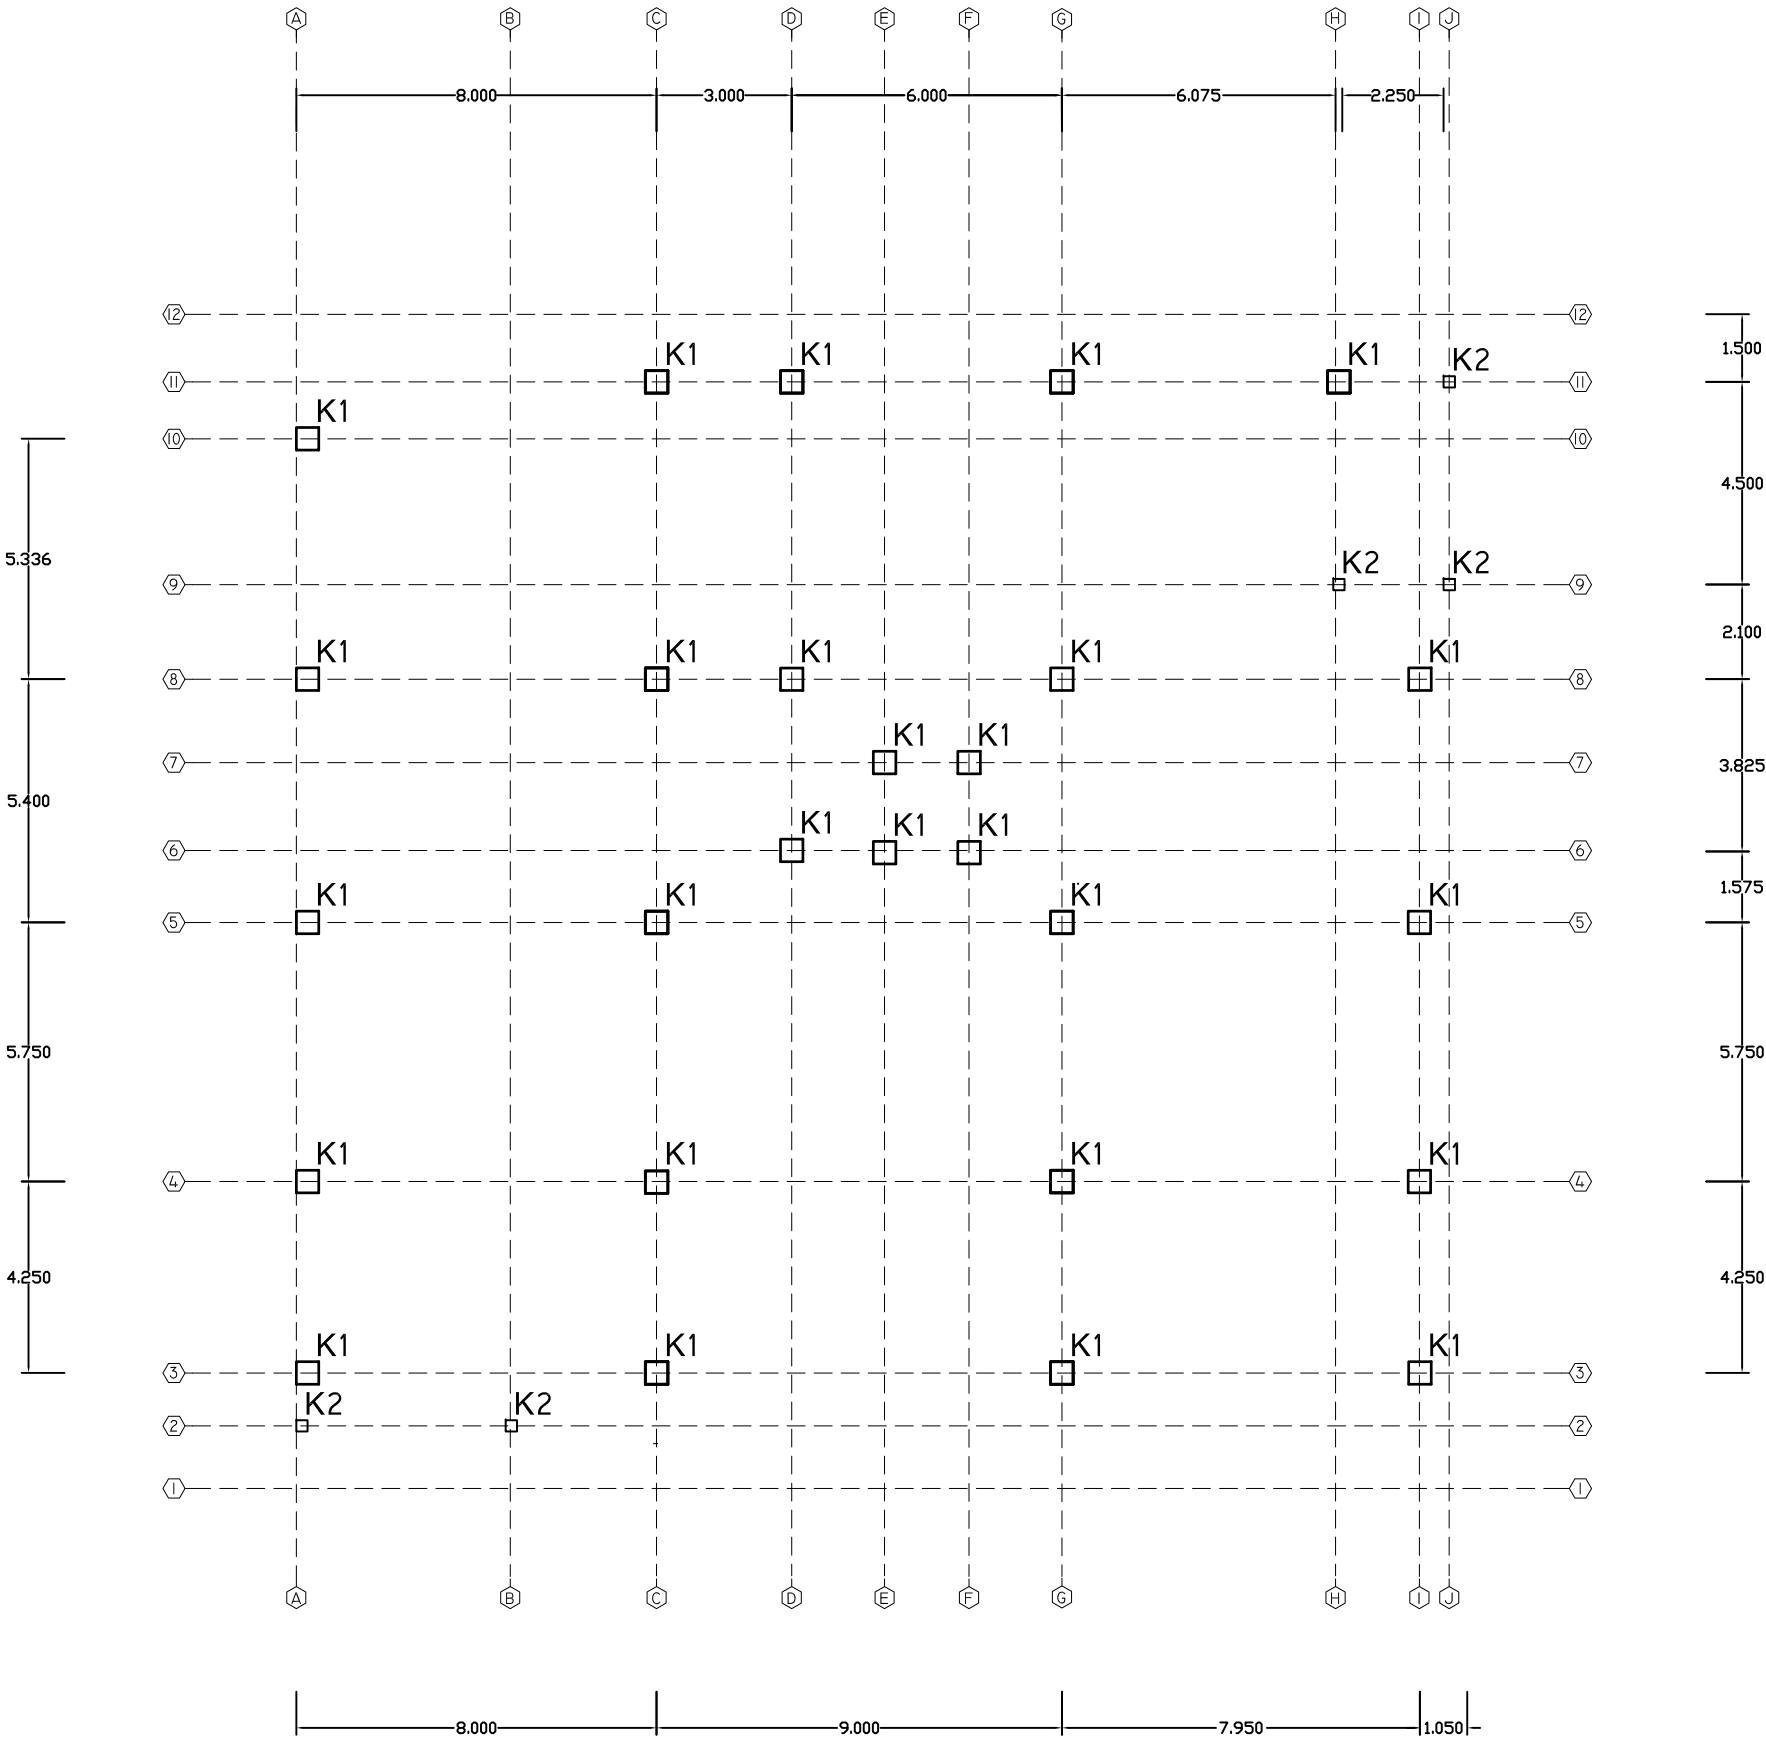 A B C D E F G H I J
8.000 3.000 6.000 6.075 2.250
12 12
1.500
K1 K1 K1 K1 K2
11 11
K1
10 10
4.500
5.336
K2 K2
9 9
2.100
K1 K1 K1 K1 K1
8 8
K1 K1
7 7
3.825
5.400
K1 K1 K1
6 6
1.575
K1 K1 K1 K1
5 5
5.750 5.750
K1 K1 K1 K1
4 4
4.250 4.250
K1 K1 K1 K1
3 3
K2 K2
2 2
1 1
A B C D E F G H I J
8.000 9.000 7.950 1.050